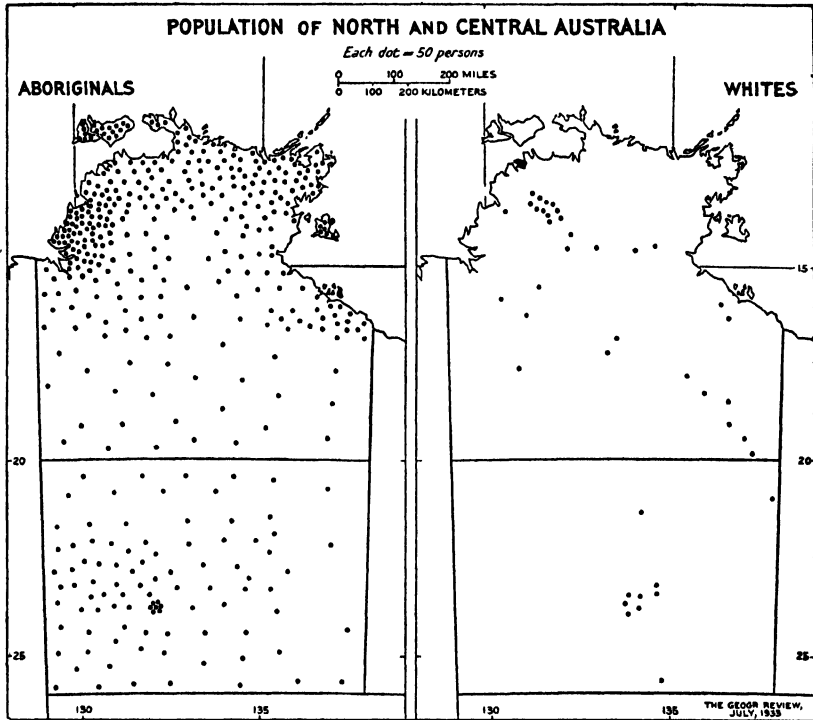 POPULATION OF NORTH AND CENTRAL AUSTRALIA
Each dot = 50 persons
0 100 200 MILES
0 100 200 KILOMETERS
ABORIGINALS
WHITES
15
20
20
25
25
130
135
130
135
THE GEOGR REVIEW,
JULY, 1933